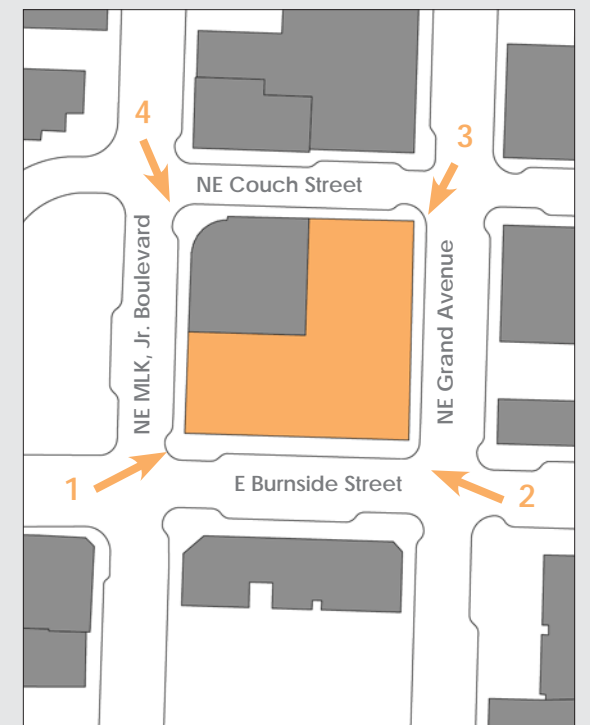 4
3
NE Couch Street
NE MLK, Jr. Boulevard
NE Grand Avenue
1
E Burnside Street
2